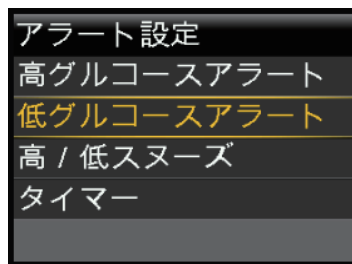 アラート設定
高グルコースアラート
低グルコースアラート
高 / 低スヌーズ
タイマー